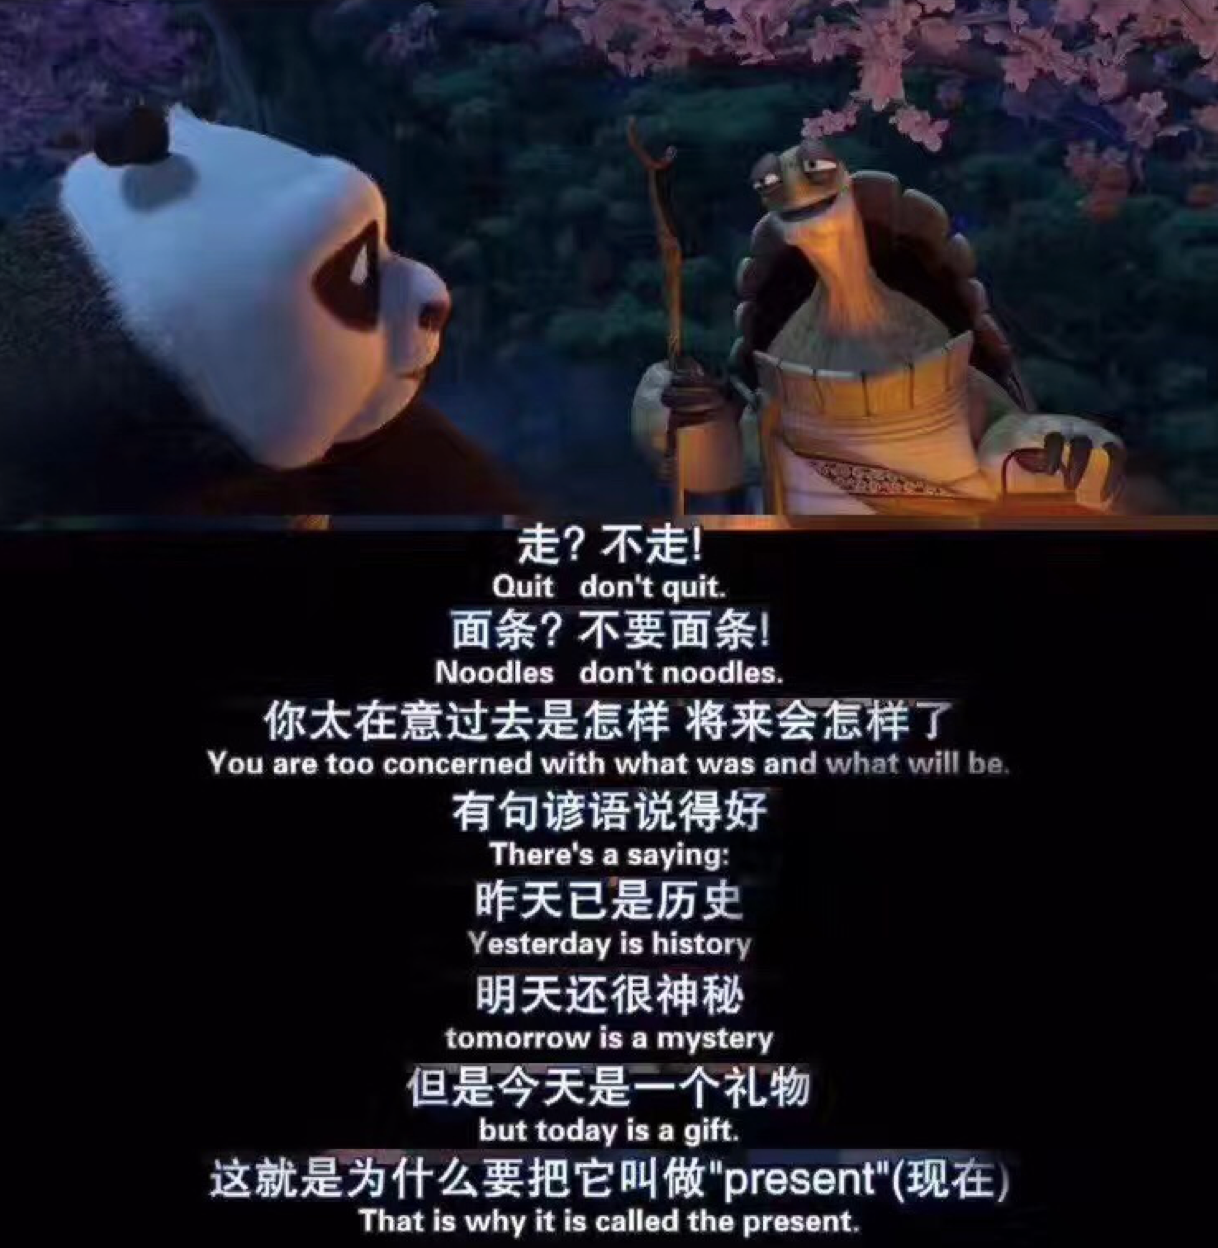 走? 不走!
Quit don't quit.
面条? 不要面条!
Noodles don't noodles.
你太在意过去是怎样 将来会怎样了
You are too concerned with what was and what will be.
有句谚语说得好
There's a saying:
昨天已是历史
Yesterday is history
明天还很神秘
tomorrow is a mystery
但是今天是一个礼物
but today is a gift.
这就是为什么要把它叫做"present"(现在)
That is why it is called the present.